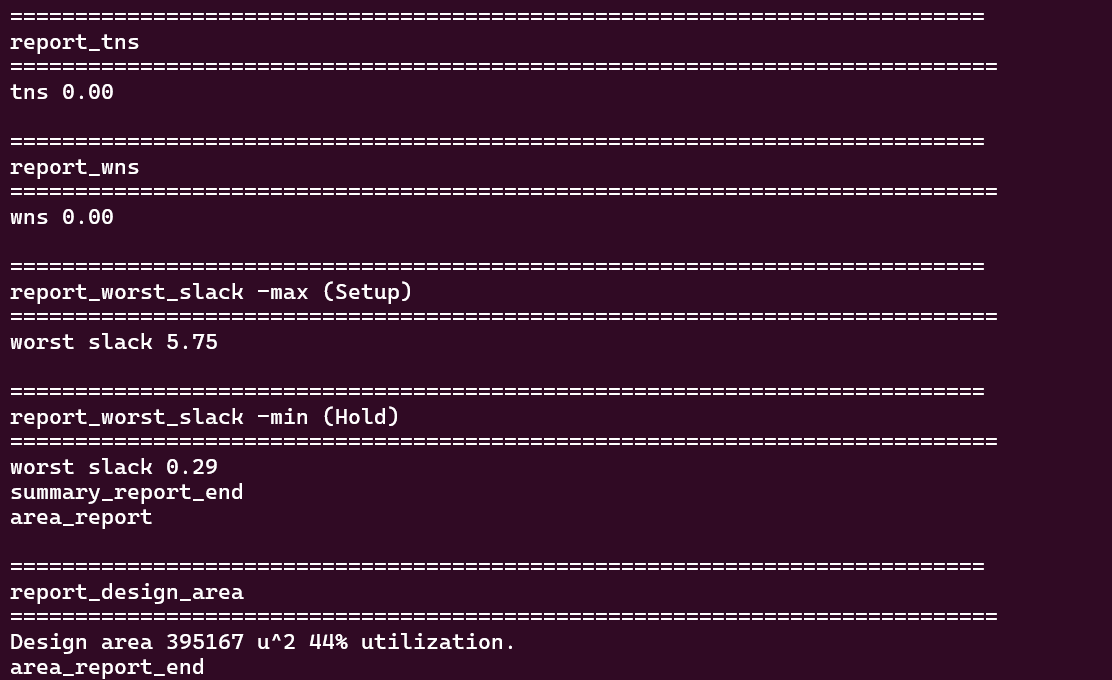 ===========================================================================
report_tns
============================================================================
tns 0.00
===========================================================================
report_wns
============================================================================
wns 0.00
===========================================================================
report_worst_slack -max (Setup)
============================================================================
worst slack 5.75
===========================================================================
report_worst_slack -min (Hold)
============================================================================
worst slack 0.29
summary_report_end
area_report
===========================================================================
report_design_area
============================================================================
Design area 395167 u^2 44% utilization.
area_report_end